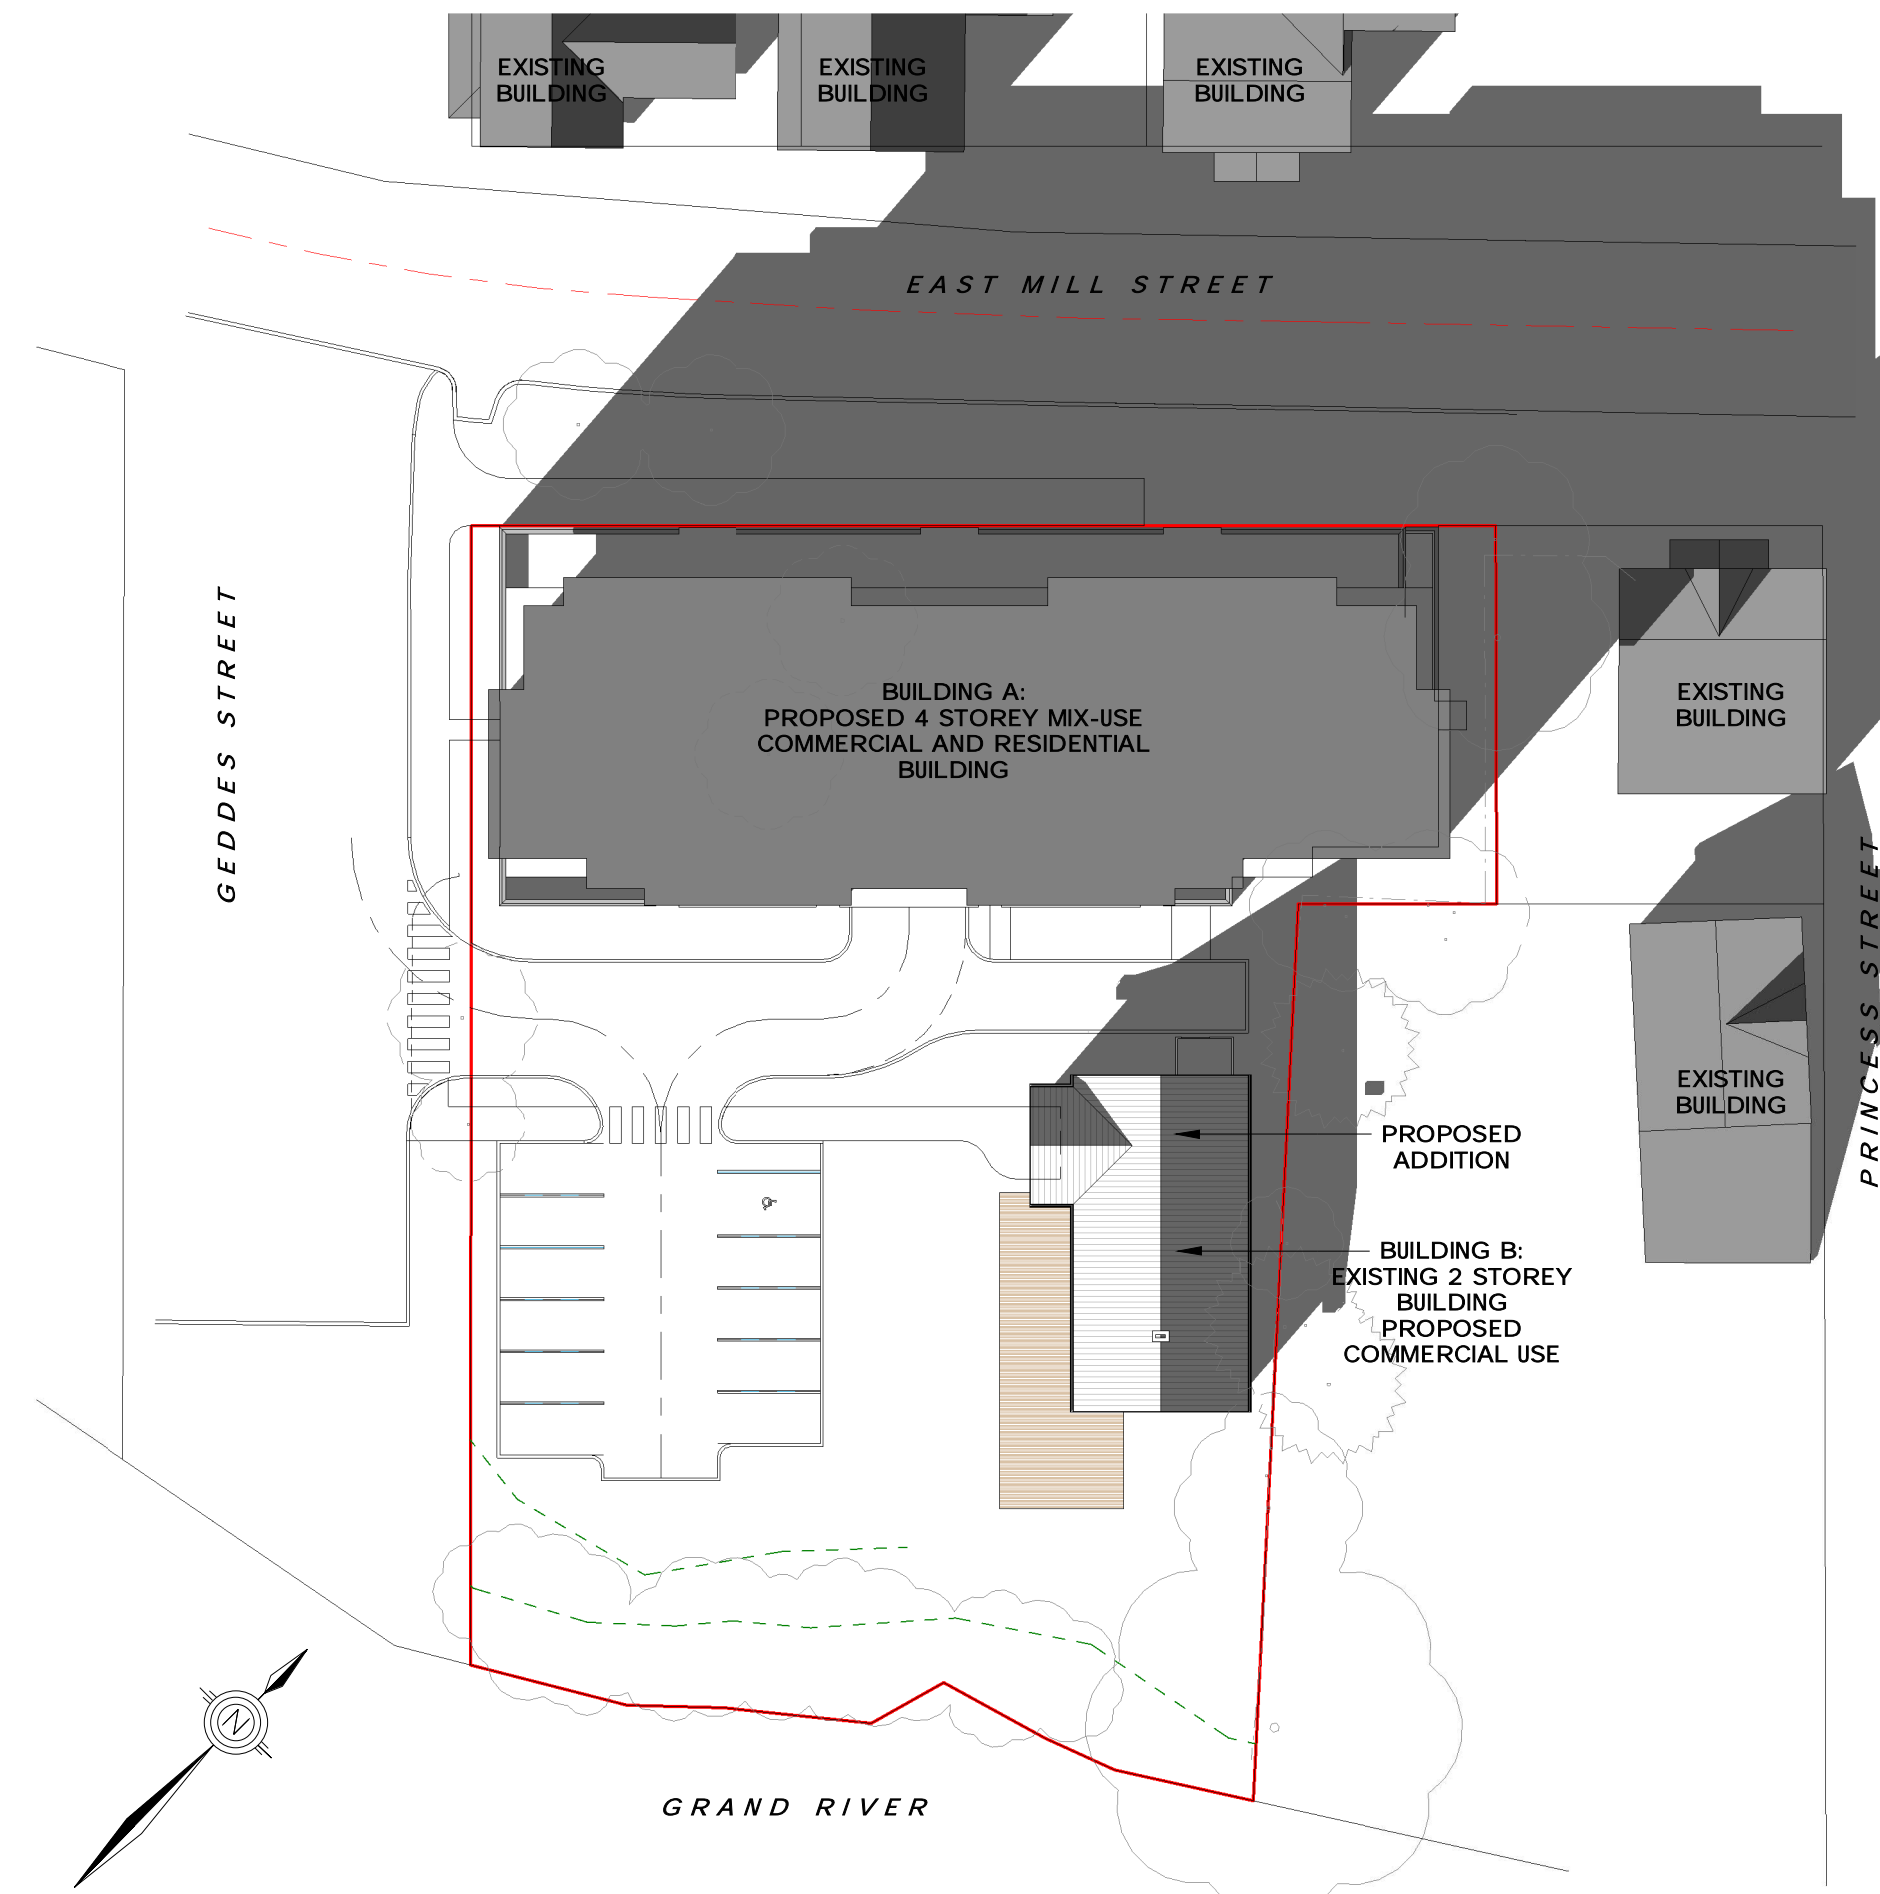 EXISTING
BUILDING
EXISTING
BUILDING
EXISTING
BUILDING
EAST MILL STREET
GEDDES STREET
BUILDING A:
PROPOSED 4 STOREY MIX-USE
COMMERCIAL AND RESIDENTIAL
BUILDING
EXISTING
BUILDING
PRINCESS STREET
EXISTING
BUILDING
PROPOSED
ADDITION
BUILDING B:
EXISTING 2 STOREY
BUILDING
PROPOSED
COMMERCIAL USE
N
GRAND RIVER